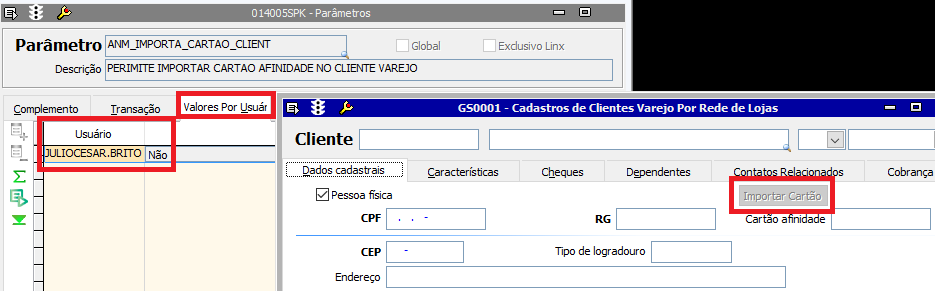 014005SPK - Parâmetros
Parâmetro ANM_IMPORTA_CARTAO_CLIENT Global Exclusivo Linx
Descrição PERIMITE IMPORTAR CARTAO AFINIDADE NO CLIENTE VAREJO
Complemento Transação Valores Por Usuár
Usuário
JULIOCESAR.BRITO Não
GS0001 - Cadastros de Clientes Varejo Por Rede de Lojas
Cliente
Dados cadastrais Características Cheques Dependentes Contatos Relacionados Cobrança
Pessoa física Importar Cartão
CPF . . - RG Cartão afinidade
CEP - Tipo de logradouro
Endereço